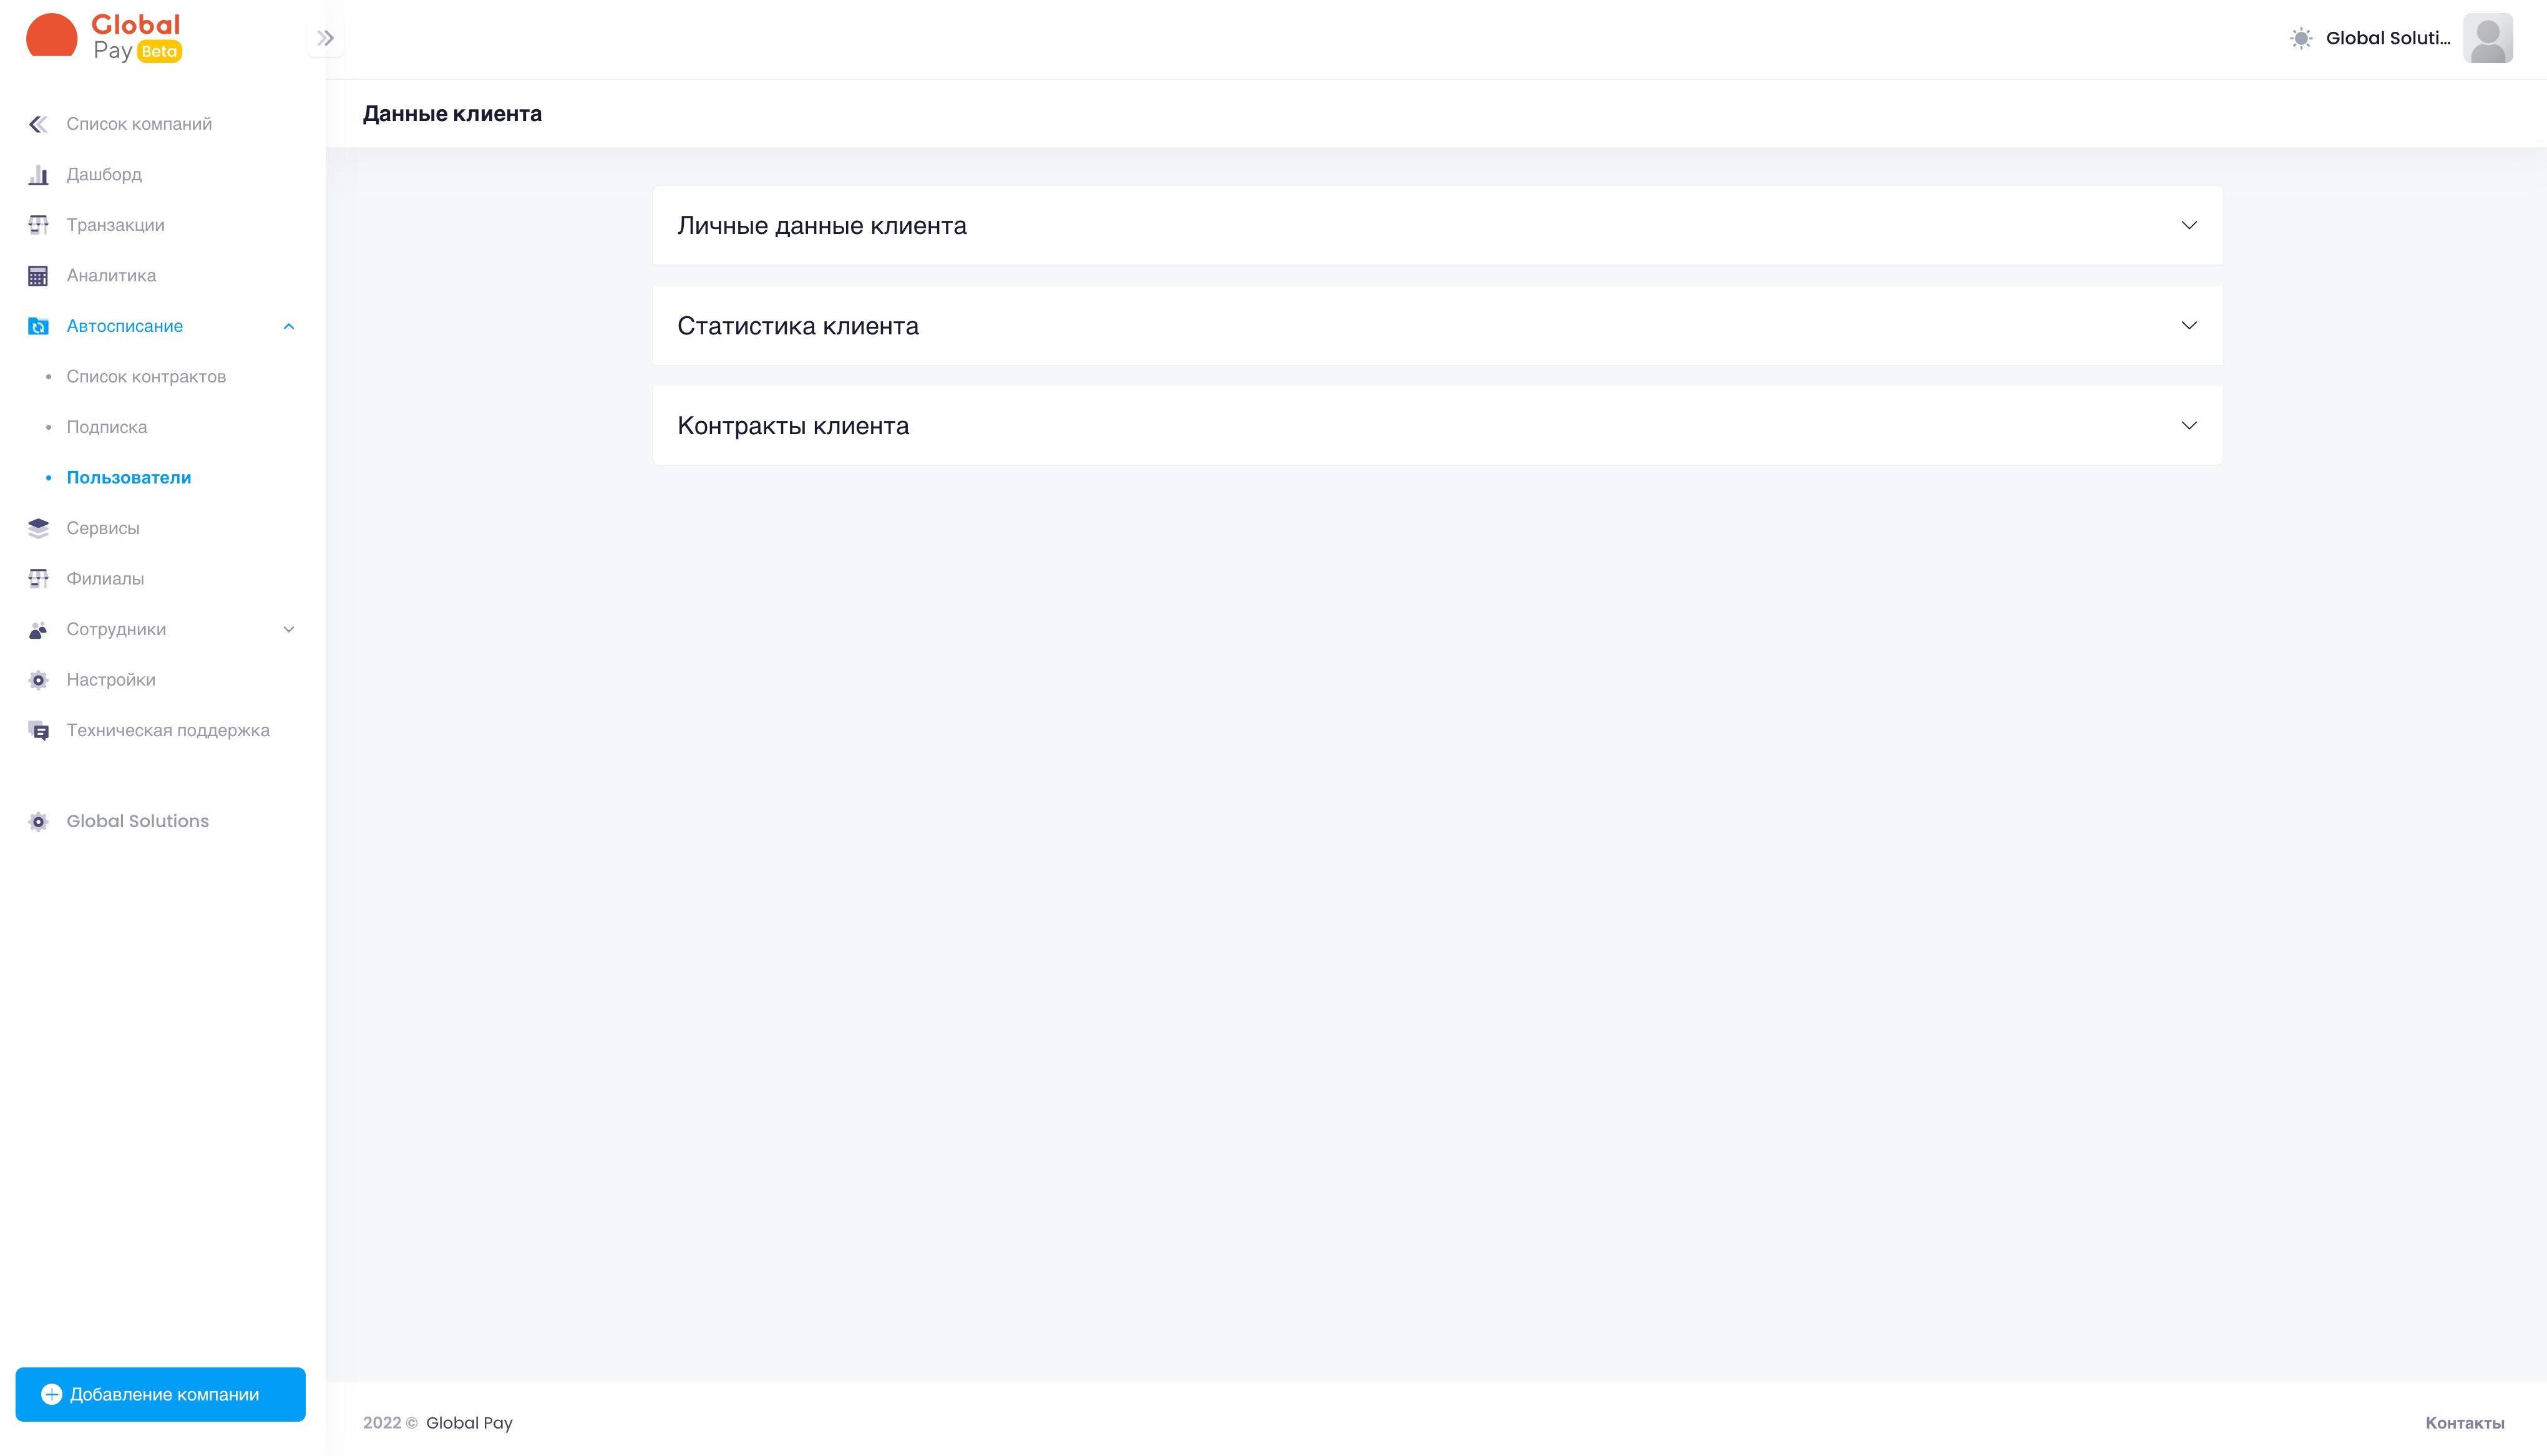 Global
Pay Beta
Global Soluti...
Данные клиента
Список компаний
Дашборд
Транзакции
Аналитика
Автосписание
Список контрактов
Подписка
Пользователи
Сервисы
Филиалы
Сотрудники
Настройки
Техническая поддержка
Global Solutions
Добавление компании
Личные данные клиента
Статистика клиента
Контракты клиента
2022 © Global Pay
Контакты